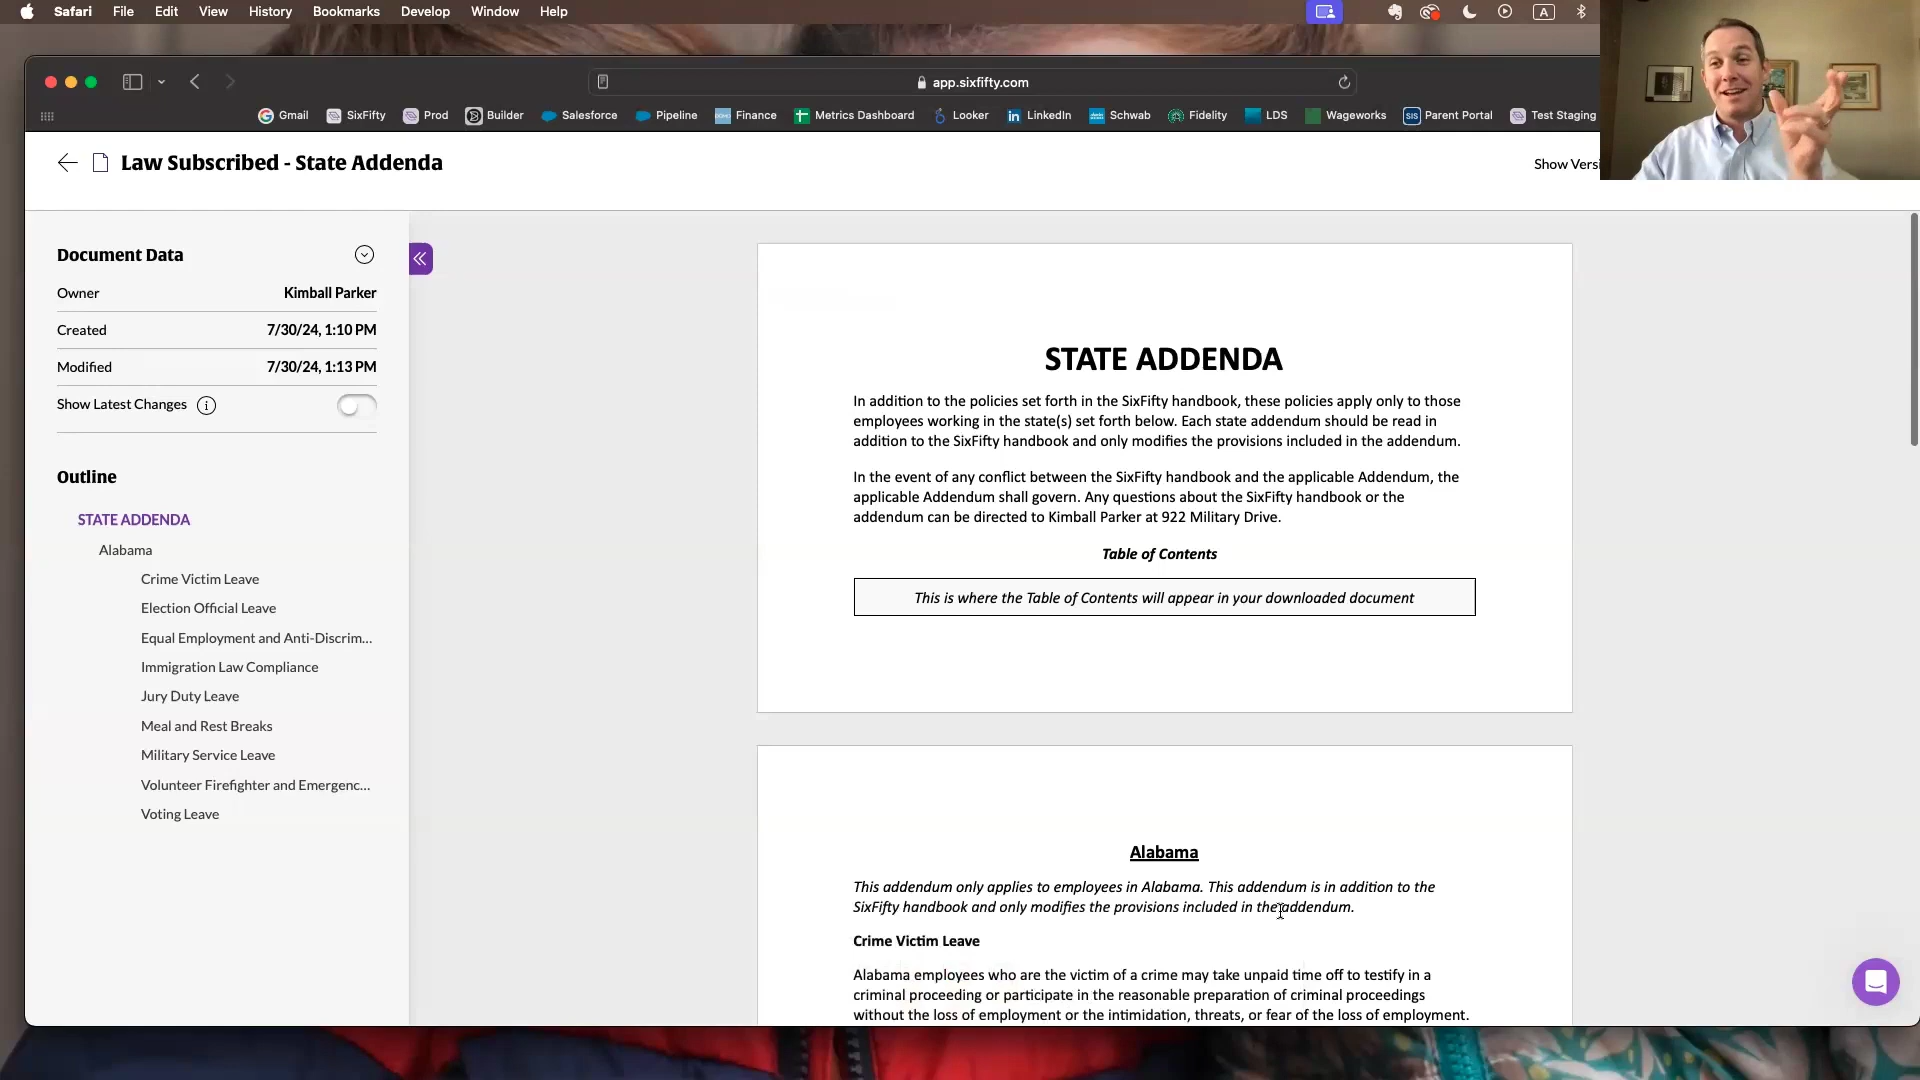 Safari File Edit View History Bookmarks Develop Window Help
A
app.sixfifty.com
Gmail SixFifty Prod Builder Salesforce Pipeline Finance Metrics Dashboard Looker LinkedIn Schwab Fidelity LDS Wageworks Parent Portal Test Staging
Law Subscribed - State Addenda
Show Versi
Document Data
Owner Kimball Parker
Created 7/30/24, 1:10 PM
Modified 7/30/24, 1:13 PM
Show Latest Changes
Outline
STATE ADDENDA
Alabama
Crime Victim Leave
Election Official Leave
Equal Employment and Anti-Discrim...
Immigration Law Compliance
Jury Duty Leave
Meal and Rest Breaks
Military Service Leave
Volunteer Firefighter and Emergenc...
Voting Leave
STATE ADDENDA
In addition to the policies set forth in the SixFifty handbook, these policies apply only to those
employees working in the state(s) set forth below. Each state addendum should be read in
addition to the SixFifty handbook and only modifies the provisions included in the addendum.
In the event of any conflict between the SixFifty handbook and the applicable Addendum, the
applicable Addendum shall govern. Any questions about the SixFifty handbook or the
addendum can be directed to Kimball Parker at 922 Military Drive.
Table of Contents
This is where the Table of Contents will appear in your downloaded document
Alabama
This addendum only applies to employees in Alabama. This addendum is in addition to the
SixFifty handbook and only modifies the provisions included in the addendum.
Crime Victim Leave
Alabama employees who are the victim of a crime may take unpaid time off to testify in a
criminal proceeding or participate in the reasonable preparation of criminal proceedings
without the loss of employment or the intimidation, threats, or fear of the loss of employment.